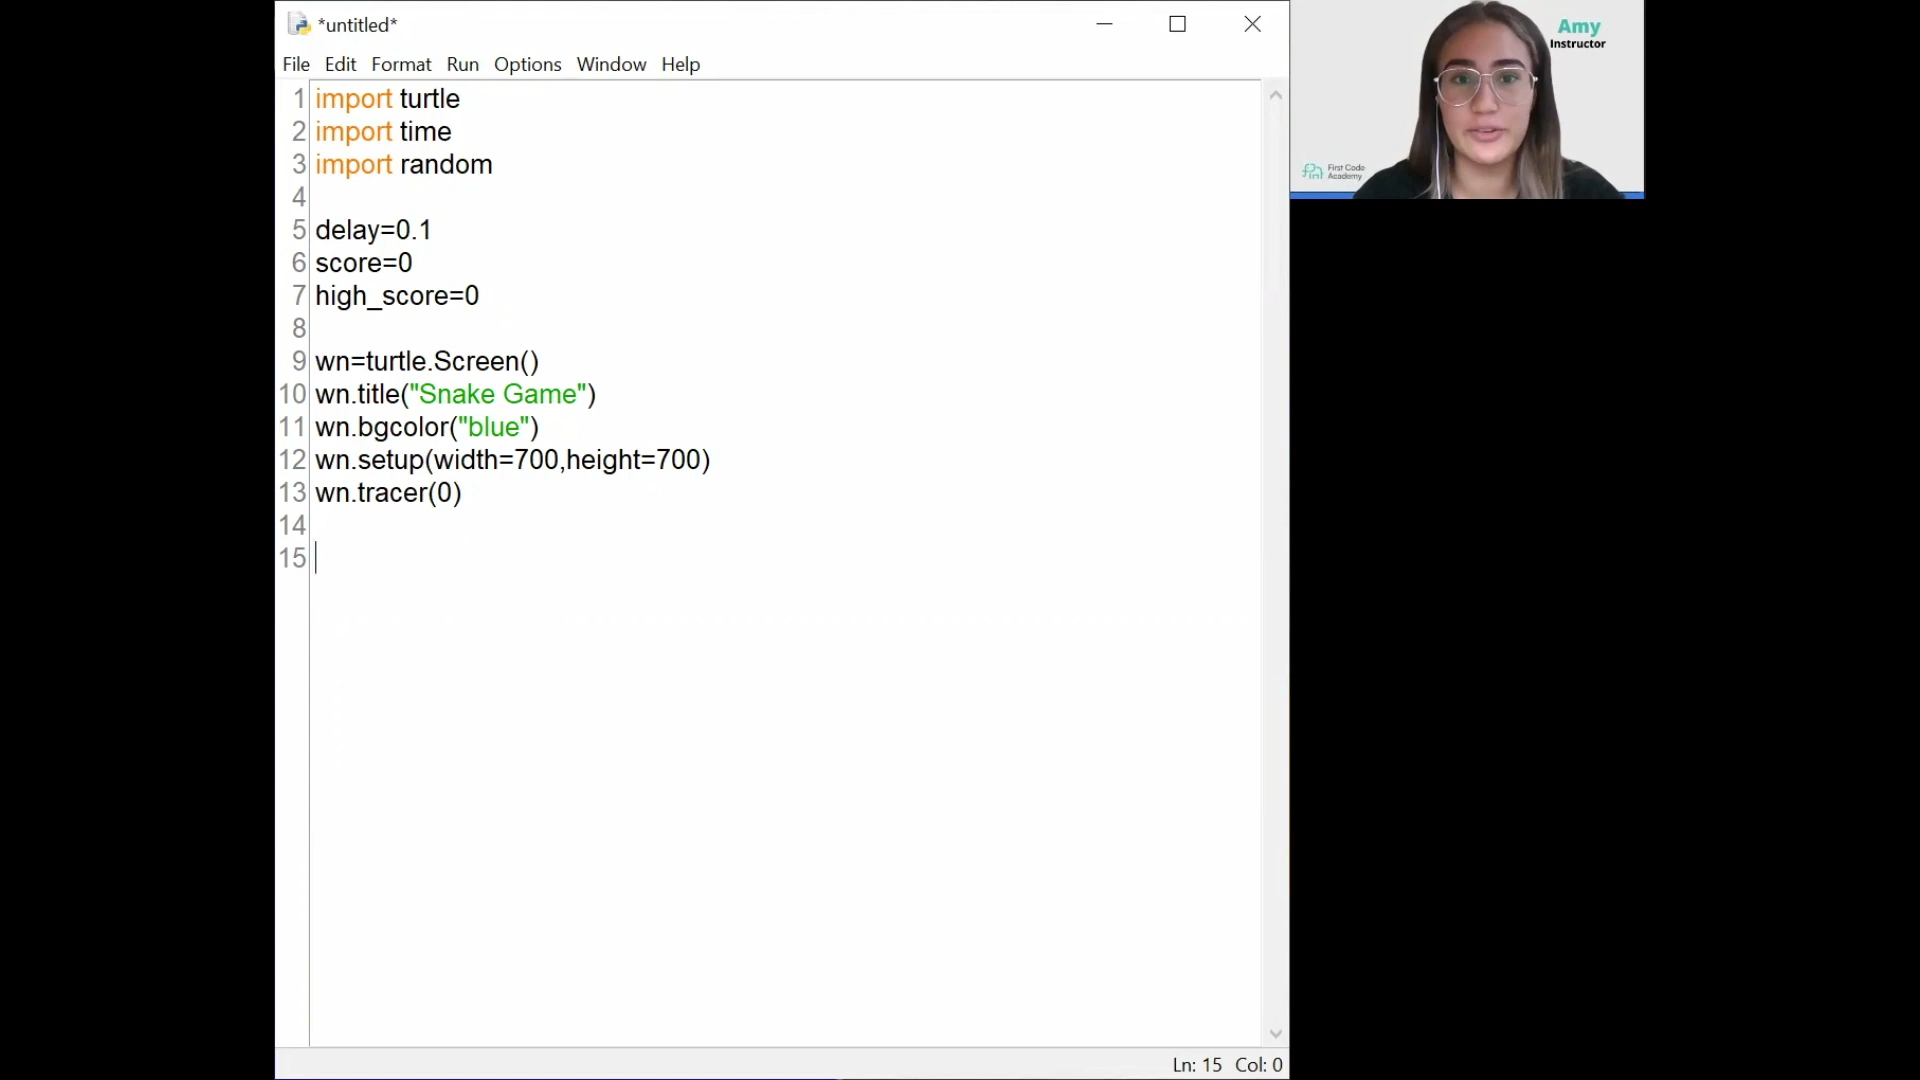 *untitled*
File Edit Format Run Options Window Help
1 import turtle
2 import time
3 import random
4
5 delay=0.1
6 score=0
7 high_score=0
8
9 wn=turtle.Screen()
10 wn.title("Snake Game")
11 wn.bgcolor("blue")
12 wn.setup(width=700,height=700)
13 wn.tracer(0)
14
15
Ln: 15 Col: 0
Amy
Instructor
First Code
Academy